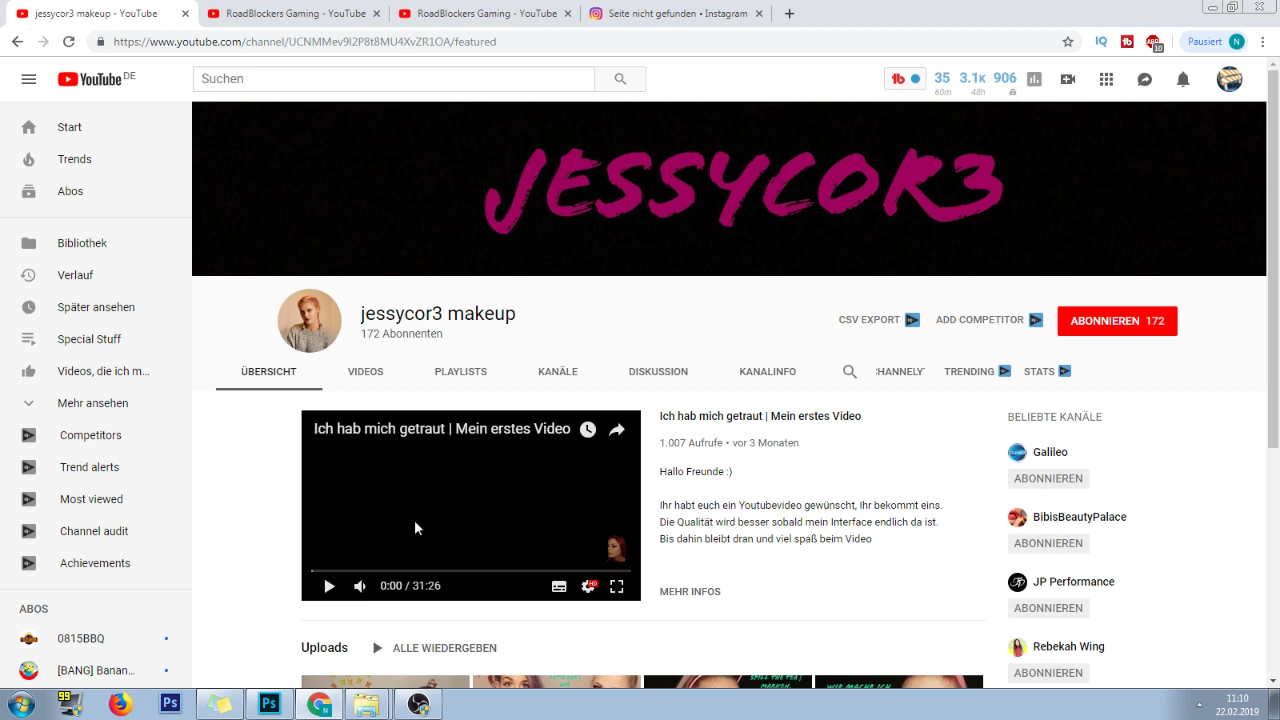 jessycor3 makeup - YouTube
RoadBlockers Gaming - YouTube
RoadBlockers Gaming - YouTube
Seite nicht gefunden • Instagram
https://www.youtube.com/channel/UCNMMev9l2P8t8MU4XvZR1OA/featured
IQ
10
Pausiert
N
YouTube DE
Suchen
35
60m
3.1K
48h
906
JESSYCOR3
Start
Trends
Abos
Bibliothek
Verlauf
Später ansehen
Special Stuff
Videos, die ich m...
Mehr ansehen
Competitors
Trend alerts
Most viewed
Channel audit
Achievements
ABOS
0815BBQ
[BANG] Banan...
jessycor3 makeup
172 Abonnenten
CSV EXPORT
ADD COMPETITOR
ABONNIEREN 172
ÜBERSICHT
VIDEOS
PLAYLISTS
KANÄLE
DISKUSSION
KANALINFO
TRENDING
STATS
Ich hab mich getraut | Mein erstes Video
0:00 / 31:26
HD
Ich hab mich getraut | Mein erstes Video
1.007 Aufrufe • vor 3 Monaten
Hallo Freunde :)
Ihr habt euch ein Youtubevideo gewünscht, Ihr bekommt eins.
Die Qualität wird besser sobald mein Interface endlich da ist.
Bis dahin bleibt dran und viel spaß beim Video
MEHR INFOS
BELIEBTE KANÄLE
Galileo
ABONNIEREN
BibisBeautyPalace
ABONNIEREN
JP Performance
ABONNIEREN
Rebekah Wing
ABONNIEREN
Uploads
ALLE WIEDERGEBEN
99
Ps
Ps
11:10
22.02.2019